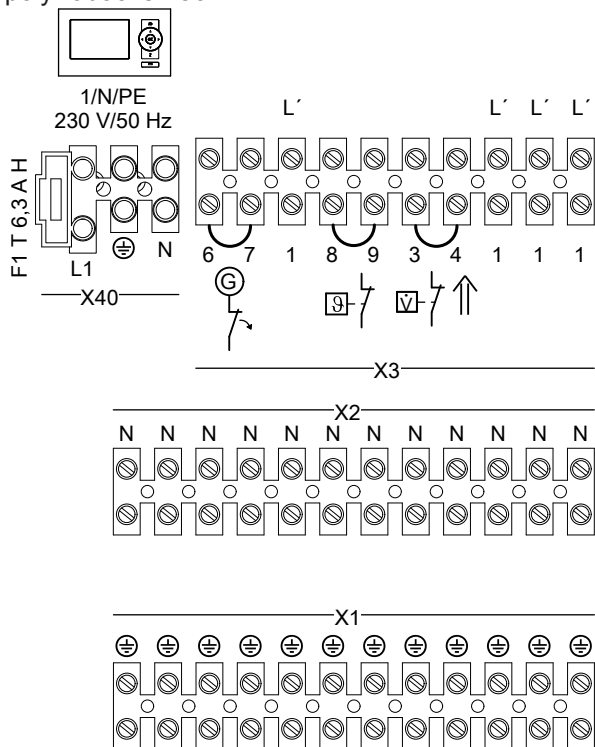 1/N/PE
230 V/50 Hz
L´ L´ L´ L´
F1 T 6,3 A H
L1 ⏚ N
X40
6 7 1 8 9 3 4 1 1 1
G
ϑ V̇
X3
X2
N N N N N N N N N N N N
X1
⏚ ⏚ ⏚ ⏚ ⏚ ⏚ ⏚ ⏚ ⏚ ⏚ ⏚ ⏚